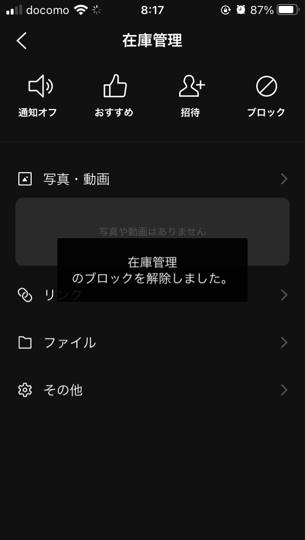 docomo 8:17 87%
在庫管理
通知オフ おすすめ 招待 ブロック
写真・動画
写真や動画はありません
在庫管理
のブロックを解除しました。
リンク
ファイル
その他